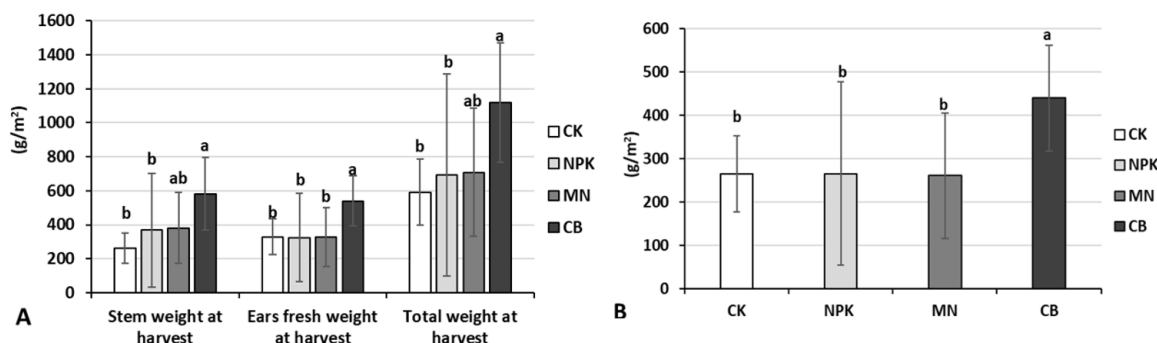 1600
1400
1200
1000
800
600
400
200
0
(g/m²)
b
b
ab
a
b
b
b
a
b
b
ab
a
Stem weight at
harvest
Ears fresh weight
at harvest
Total weight at
harvest
CK
NPK
MN
CB
A
600
500
400
300
200
100
0
(g/m²)
b
b
b
a
CK
NPK
MN
CB
CK
NPK
MN
CB
B